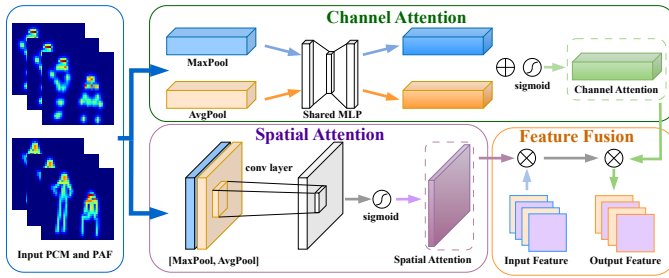 Channel Attention
MaxPool
AvgPool
Shared MLP
sigmoid
Channel Attention
Input PCM and PAF
Spatial Attention
conv layer
[MaxPool, AvgPool]
sigmoid
Spatial Attention
Feature Fusion
Input Feature
Output Feature